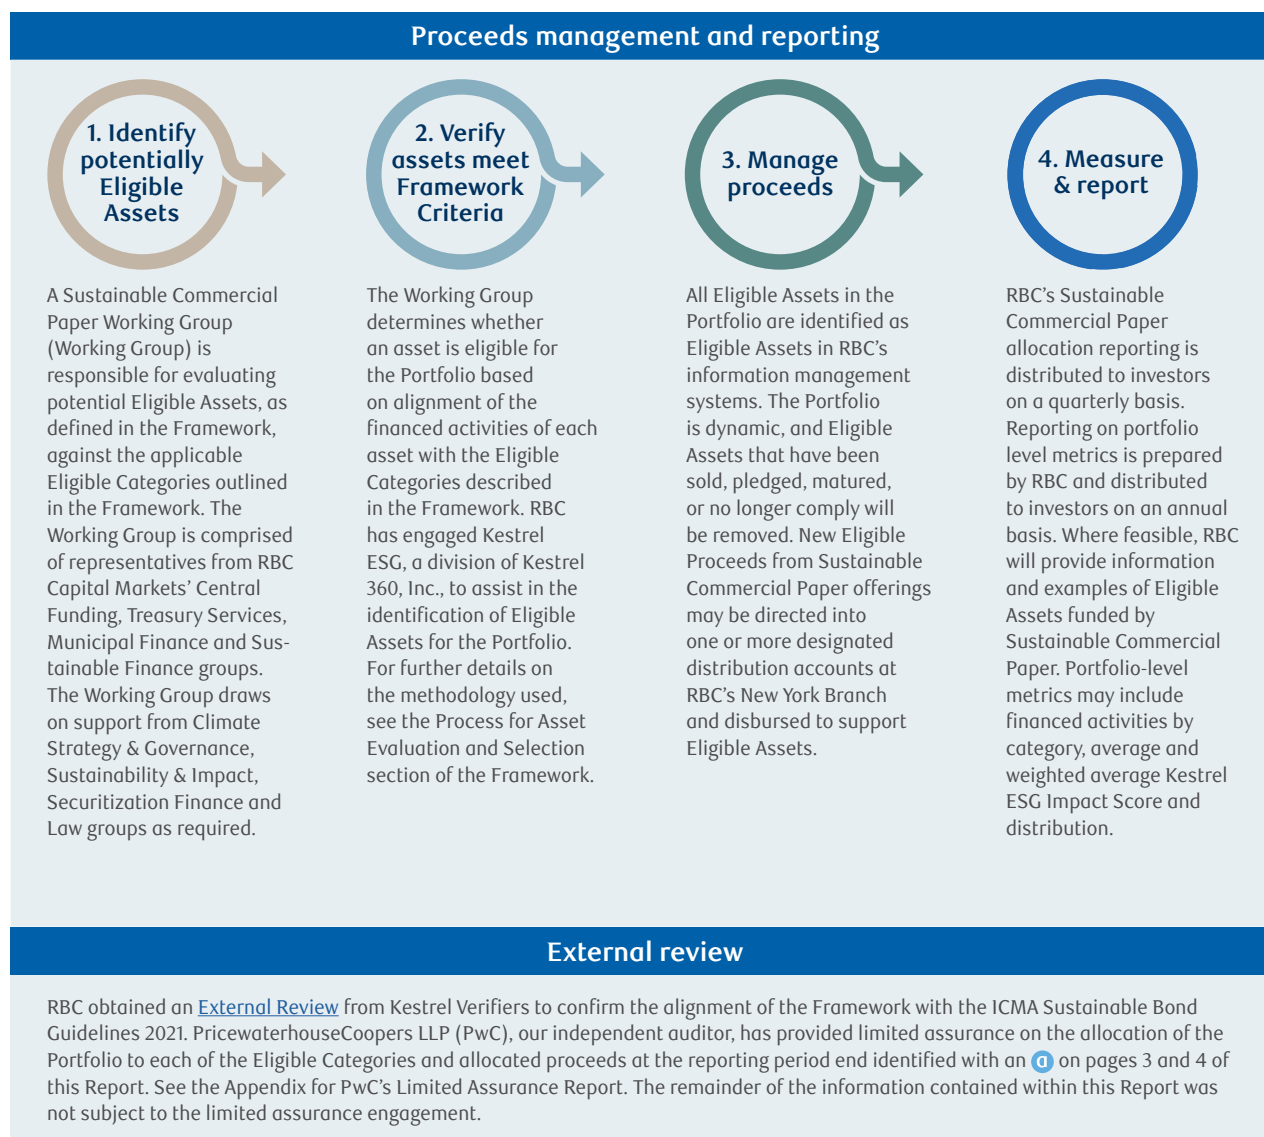 Proceeds management and reporting
1. Identify
potentially
Eligible
Assets
A Sustainable Commercial
Paper Working Group
(Working Group) is
responsible for evaluating
potential Eligible Assets, as
defined in the Framework,
against the applicable
Eligible Categories outlined
in the Framework. The
Working Group is comprised
of representatives from RBC
Capital Markets’ Central
Funding, Treasury Services,
Municipal Finance and Sus-
tainable Finance groups.
The Working Group draws
on support from Climate
Strategy & Governance,
Sustainability & Impact,
Securitization Finance and
Law groups as required.
2. Verify
assets meet
Framework
Criteria
The Working Group
determines whether
an asset is eligible for
the Portfolio based
on alignment of the
financed activities of each
asset with the Eligible
Categories described
in the Framework. RBC
has engaged Kestrel
ESG, a division of Kestrel
360, Inc., to assist in the
identification of Eligible
Assets for the Portfolio.
For further details on
the methodology used,
see the Process for Asset
Evaluation and Selection
section of the Framework.
3. Manage
proceeds
All Eligible Assets in the
Portfolio are identified as
Eligible Assets in RBC’s
information management
systems. The Portfolio
is dynamic, and Eligible
Assets that have been
sold, pledged, matured,
or no longer comply will
be removed. New Eligible
Proceeds from Sustainable
Commercial Paper offerings
may be directed into
one or more designated
distribution accounts at
RBC’s New York Branch
and disbursed to support
Eligible Assets.
4. Measure
& report
RBC’s Sustainable
Commercial Paper
allocation reporting is
distributed to investors
on a quarterly basis.
Reporting on portfolio
level metrics is prepared
by RBC and distributed
to investors on an annual
basis. Where feasible, RBC
will provide information
and examples of Eligible
Assets funded by
Sustainable Commercial
Paper. Portfolio-level
metrics may include
financed activities by
category, average and
weighted average Kestrel
ESG Impact Score and
distribution.
External review
RBC obtained an External Review from Kestrel Verifiers to confirm the alignment of the Framework with the ICMA Sustainable Bond
Guidelines 2021. PricewaterhouseCoopers LLP (PwC), our independent auditor, has provided limited assurance on the allocation of the
Portfolio to each of the Eligible Categories and allocated proceeds at the reporting period end identified with an a on pages 3 and 4 of
this Report. See the Appendix for PwC’s Limited Assurance Report. The remainder of the information contained within this Report was
not subject to the limited assurance engagement.